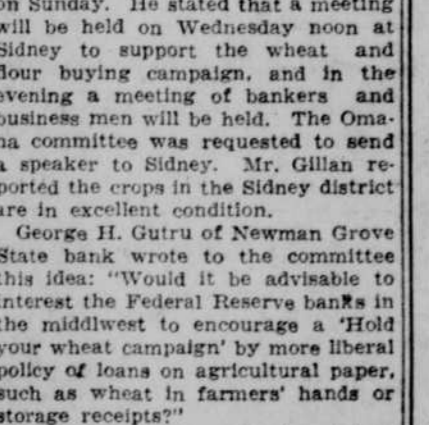 on Sunday. He stated that a meeting
will be held on Wednesday noon at
Sidney to support the wheat and
flour buying campaign, and in the
evening a meeting of bankers and
business men will be held. The Oma-
ha committee was requested to send
a speaker to Sidney. Mr. Gillan re-
ported the crops in the Sidney district
are in excellent condition.
George H. Gutru of Newman Grove
State bank wrote to the committee
this idea: "Would it be advisable to
interest the Federal Reserve banks in
the middlwest to encourage a 'Hold
your wheat campaign' by more liberal
policy of loans on agricultural paper,
such as wheat in farmers' hands or
storage receipts?"